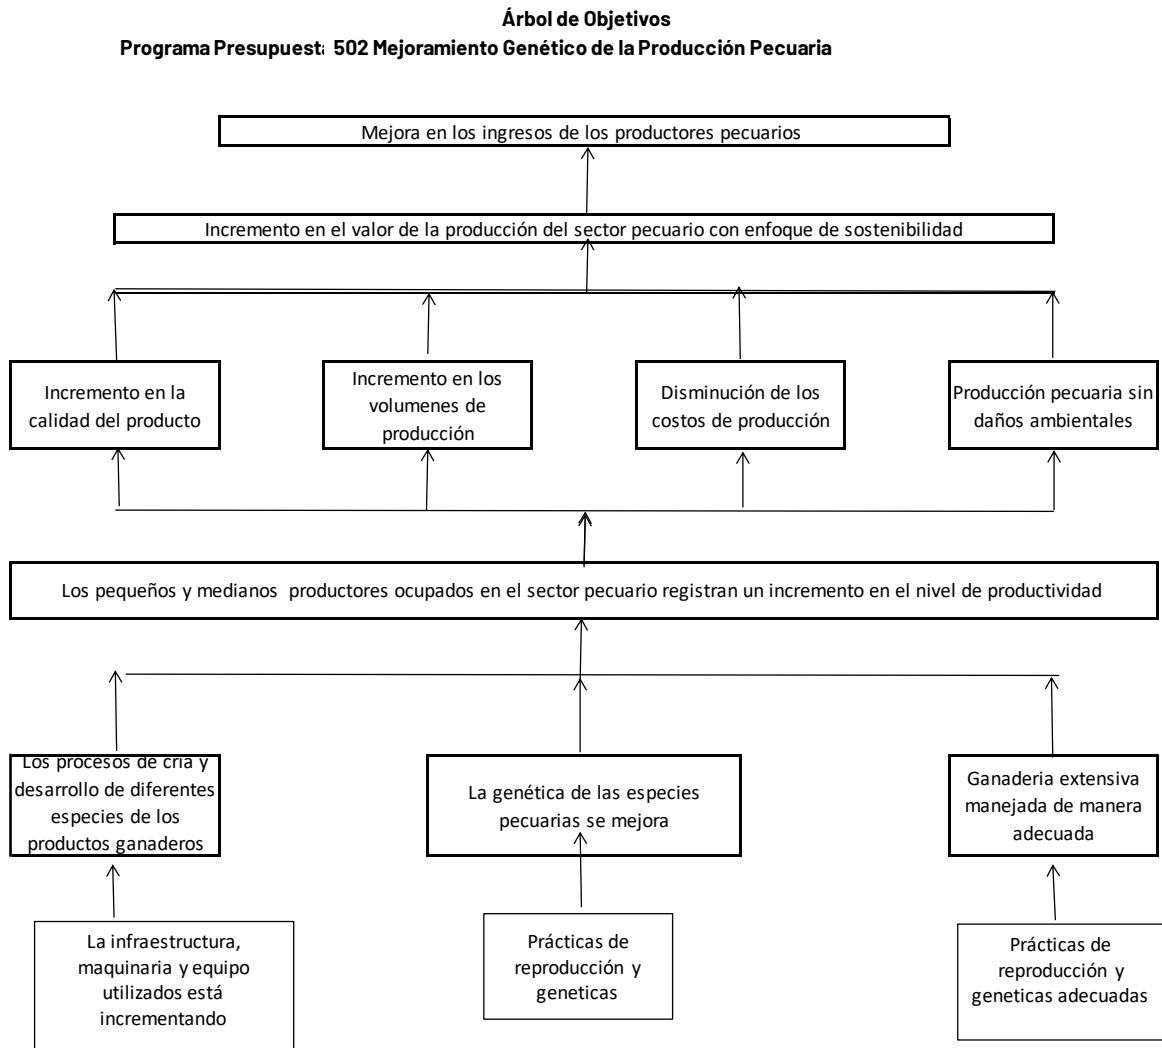 Árbol de Objetivos
Programa Presupuest 502 Mejoramiento Genético de la Producción Pecuaria
Mejora en los ingresos de los productores pecuarios
Incremento en el valor de la producción del sector pecuario con enfoque de sostenibilidad
Incremento en la
calidad del producto
Incremento en los
volumenes de
producción
Disminución de los
costos de producción
Producción pecuaria sin
daños ambientales
Los pequeños y medianos productores ocupados en el sector pecuario registran un incremento en el nivel de productividad
Los procesos de cria y
desarrollo de diferentes
especies de los
productos ganaderos
La genética de las especies
pecuarias se mejora
Ganaderia extensiva
manejada de manera
adecuada
La infraestructura,
maquinaria y equipo
utilizados está
incrementando
Prácticas de
reproducción y
geneticas
Prácticas de
reproducción y
geneticas adecuadas